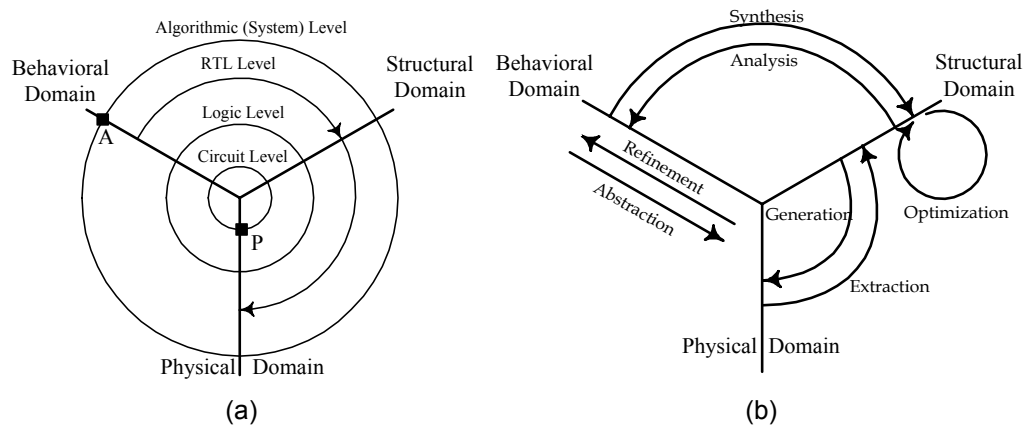 Algorithmic (System) Level
RTL Level
Behavioral
Domain
Structural
Domain
Logic Level
A
Circuit Level
P
Physical Domain
(a)
Synthesis
Behavioral
Domain
Analysis
Structural
Domain
Refinement
Abstraction
Generation
Optimization
Extraction
Physical Domain
(b)